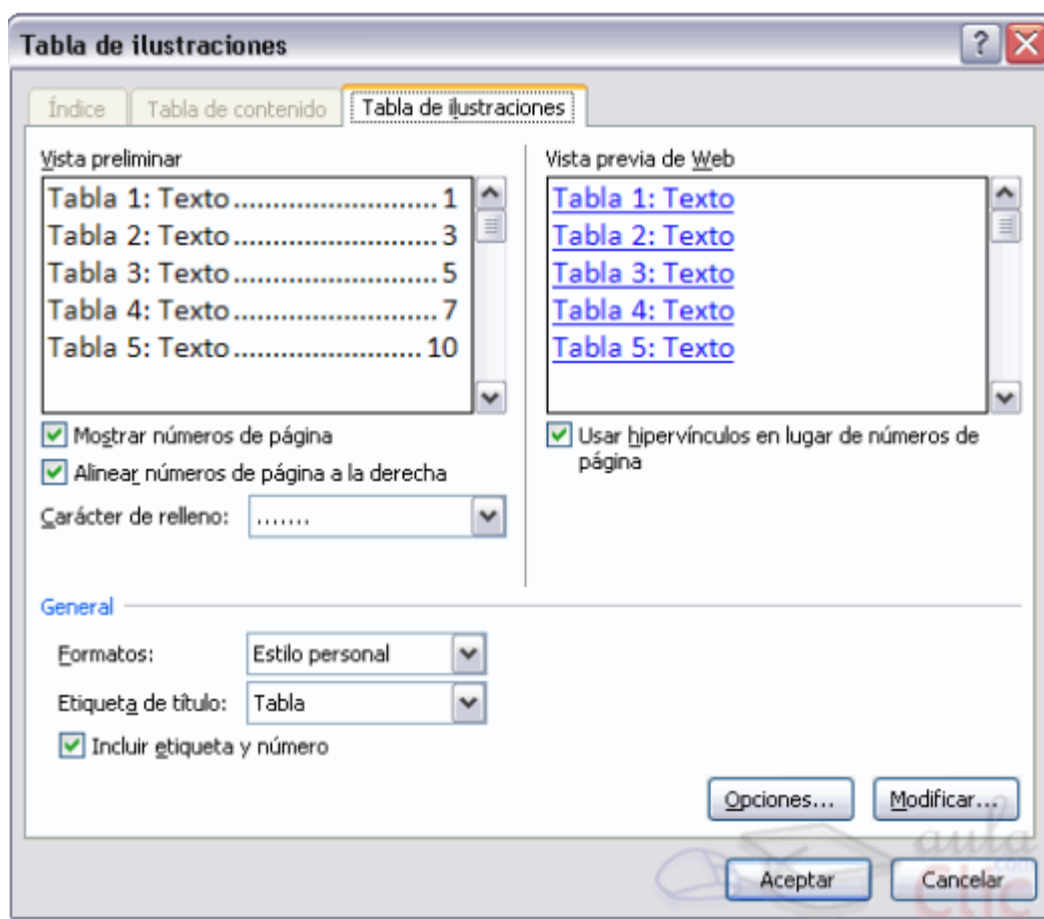 Tabla de ilustraciones
Índice
Tabla de contenido
Tabla de ilustraciones
Vista preliminar
Tabla 1: Texto.......................... 1
Tabla 2: Texto.......................... 3
Tabla 3: Texto.......................... 5
Tabla 4: Texto.......................... 7
Tabla 5: Texto........................ 10
Mostrar números de página
Alinear números de página a la derecha
Carácter de relleno: .......
Vista previa de Web
Tabla 1: Texto
Tabla 2: Texto
Tabla 3: Texto
Tabla 4: Texto
Tabla 5: Texto
Usar hipervínculos en lugar de números de
página
General
Formatos: Estilo personal
Etiqueta de título: Tabla
Incluir etiqueta y número
Opciones... Modificar...
aula
.com
Clic
Aceptar Cancelar